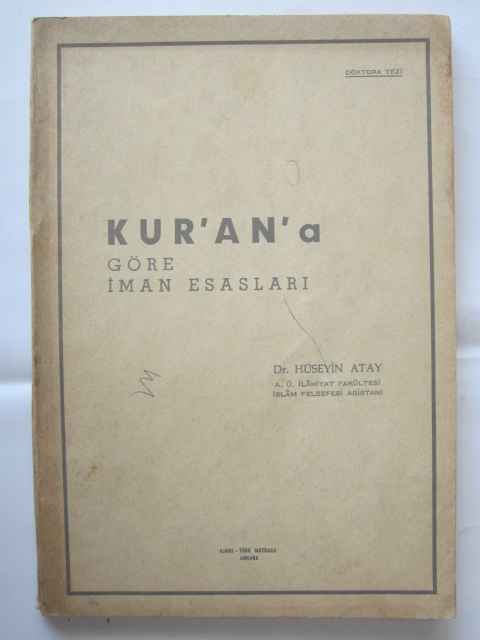 DOKTORA TEZİ
KUR'AN'a
GÖRE
İMAN ESASLARI
Dr. HÜSEYİN ATAY
A. Ü. İLÂHİYAT FAKÜLTESİ
İSLÂM FELSEFESİ ASİSTANI
AJANS - TÜRK MATBAASI
ANKARA